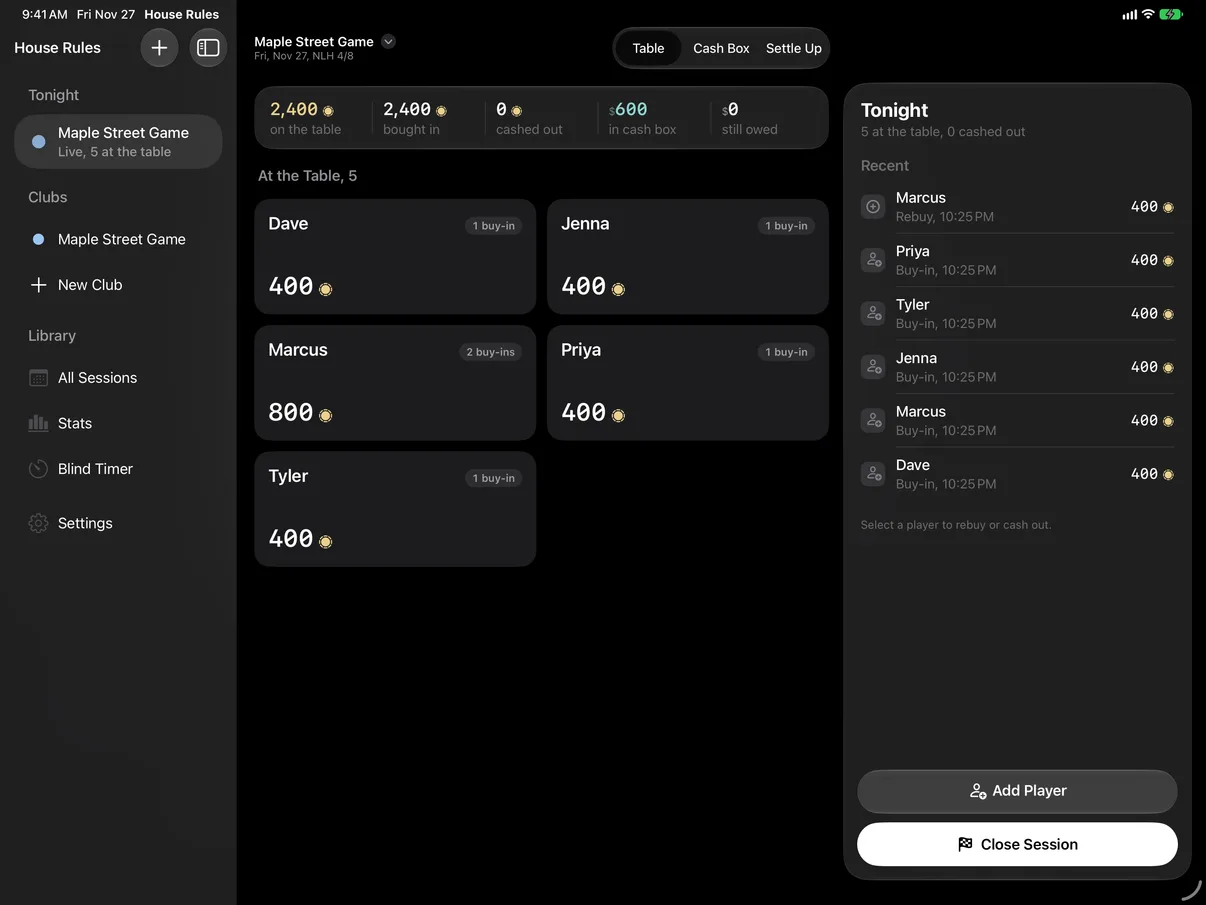 9:41 AM Fri Nov 27 House Rules
House Rules
Tonight
Maple Street Game
Live, 5 at the table
Clubs
Maple Street Game
New Club
Library
All Sessions
Stats
Blind Timer
Settings
Maple Street Game
Fri, Nov 27, NLH 4/8
Table Cash Box Settle Up
2,400 2,400 0 $600 $0
on the table bought in cashed out in cash box still owed
At the Table, 5
Dave 1 buy-in
400
Jenna 1 buy-in
400
Marcus 2 buy-ins
800
Priya 1 buy-in
400
Tyler 1 buy-in
400
Tonight
5 at the table, 0 cashed out
Recent
Marcus
Rebuy, 10:25 PM
400
Priya
Buy-in, 10:25 PM
400
Tyler
Buy-in, 10:25 PM
400
Jenna
Buy-in, 10:25 PM
400
Marcus
Buy-in, 10:25 PM
400
Dave
Buy-in, 10:25 PM
400
Select a player to rebuy or cash out.
Add Player
Close Session